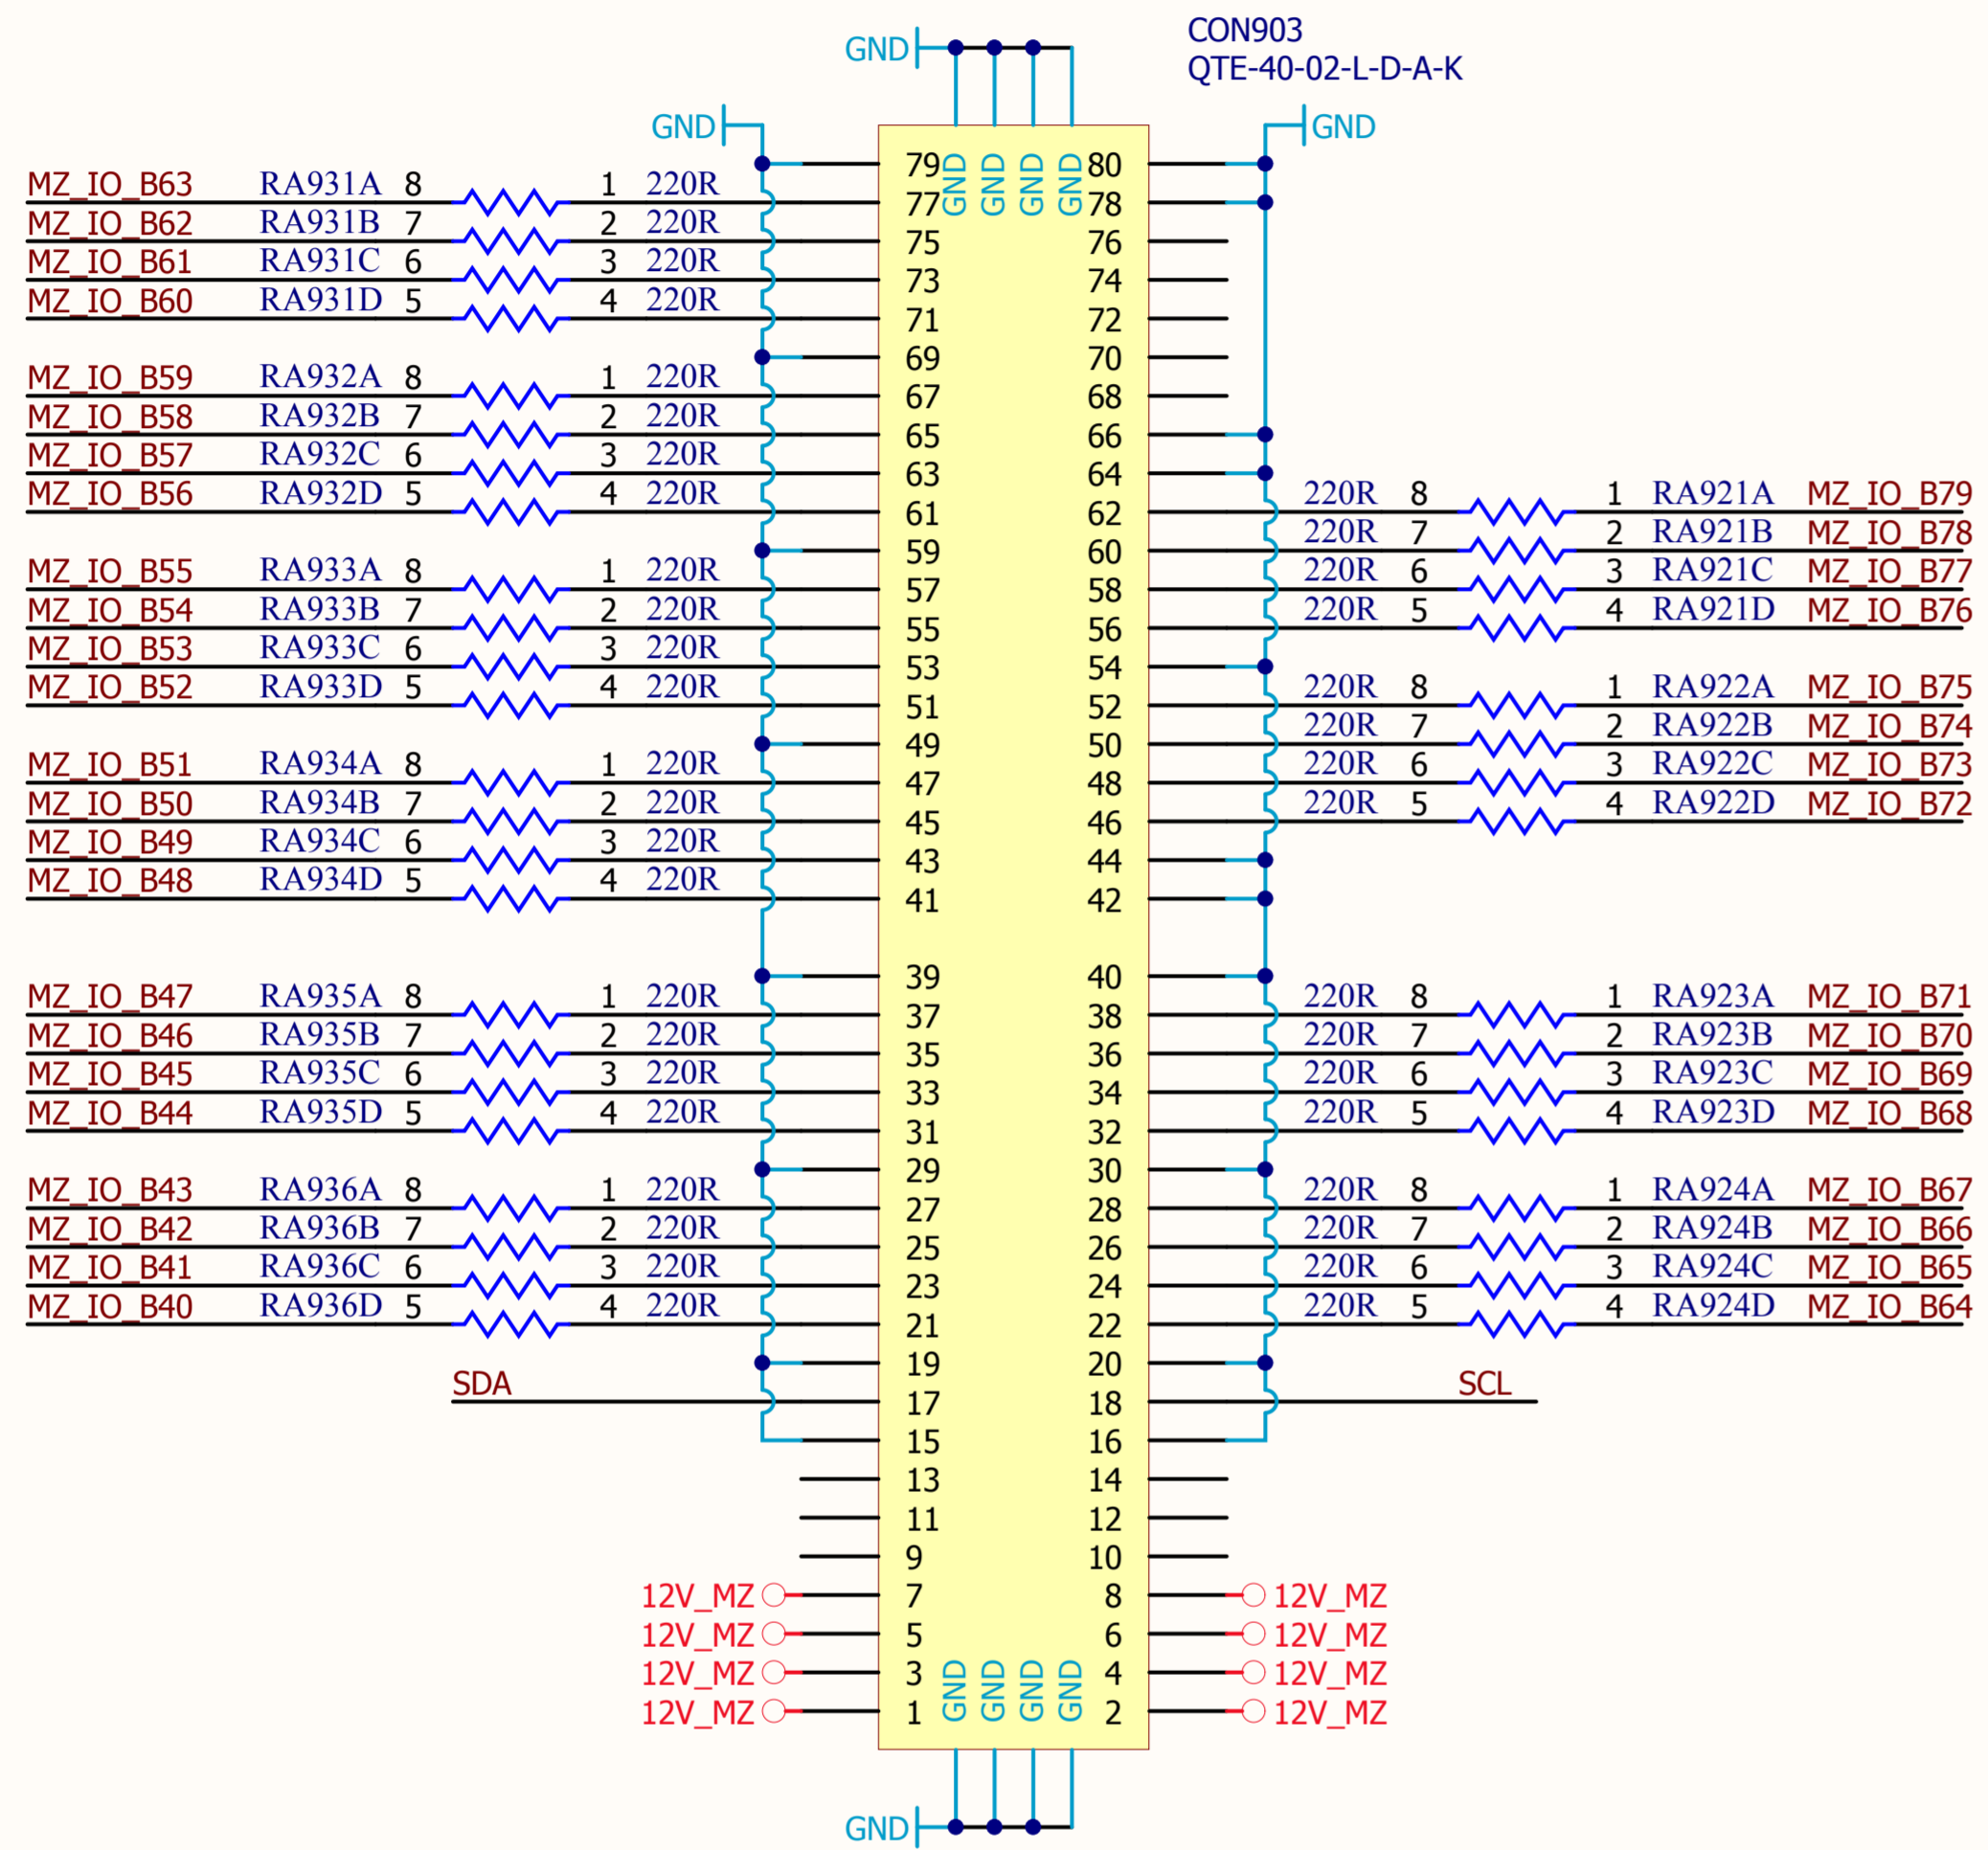 CON903
GND QTE-40-02-L-D-A-K
GND GND
79 GND GND GND GND 80
MZ_IO_B63 RA931A 8 1 220R 77 78
MZ_IO_B62 RA931B 7 2 220R 75 76
MZ_IO_B61 RA931C 6 3 220R 73 74
MZ_IO_B60 RA931D 5 4 220R 71 72
69 70
MZ_IO_B59 RA932A 8 1 220R 67 68
MZ_IO_B58 RA932B 7 2 220R 65 66
MZ_IO_B57 RA932C 6 3 220R 63 64
MZ_IO_B56 RA932D 5 4 220R 61 62 220R 8 1 RA921A MZ_IO_B79
59 60 220R 7 2 RA921B MZ_IO_B78
MZ_IO_B55 RA933A 8 1 220R 57 58 220R 6 3 RA921C MZ_IO_B77
MZ_IO_B54 RA933B 7 2 220R 55 56 220R 5 4 RA921D MZ_IO_B76
MZ_IO_B53 RA933C 6 3 220R 53 54
MZ_IO_B52 RA933D 5 4 220R 51 52 220R 8 1 RA922A MZ_IO_B75
49 50 220R 7 2 RA922B MZ_IO_B74
MZ_IO_B51 RA934A 8 1 220R 47 48 220R 6 3 RA922C MZ_IO_B73
MZ_IO_B50 RA934B 7 2 220R 45 46 220R 5 4 RA922D MZ_IO_B72
MZ_IO_B49 RA934C 6 3 220R 43 44
MZ_IO_B48 RA934D 5 4 220R 41 42
39 40
MZ_IO_B47 RA935A 8 1 220R 37 38 220R 8 1 RA923A MZ_IO_B71
MZ_IO_B46 RA935B 7 2 220R 35 36 220R 7 2 RA923B MZ_IO_B70
MZ_IO_B45 RA935C 6 3 220R 33 34 220R 6 3 RA923C MZ_IO_B69
MZ_IO_B44 RA935D 5 4 220R 31 32 220R 5 4 RA923D MZ_IO_B68
29 30
MZ_IO_B43 RA936A 8 1 220R 27 28 220R 8 1 RA924A MZ_IO_B67
MZ_IO_B42 RA936B 7 2 220R 25 26 220R 7 2 RA924B MZ_IO_B66
MZ_IO_B41 RA936C 6 3 220R 23 24 220R 6 3 RA924C MZ_IO_B65
MZ_IO_B40 RA936D 5 4 220R 21 22 220R 5 4 RA924D MZ_IO_B64
19 20
SDA 17 18 SCL
15 16
13 14
11 12
9 10
12V_MZ 7 8 12V_MZ
12V_MZ 5 6 12V_MZ
12V_MZ 3 GND GND GND GND 4 12V_MZ
12V_MZ 1 2 12V_MZ
GND